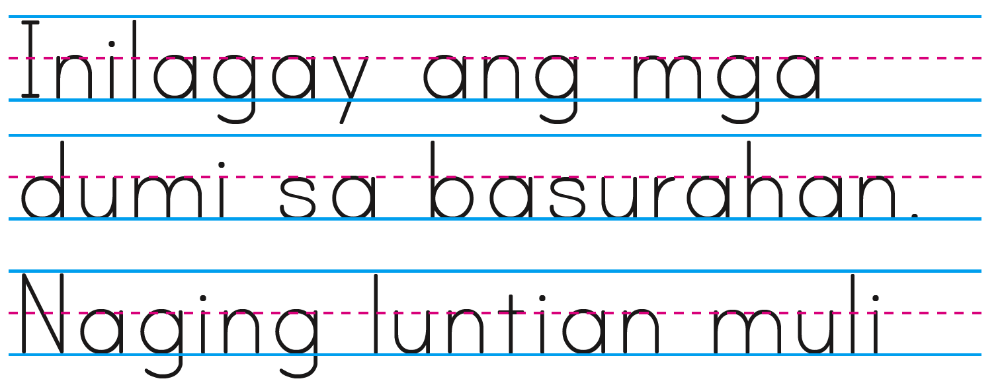 Inilagay ang mga
dumi sa basurahan.
Naging luntian muli